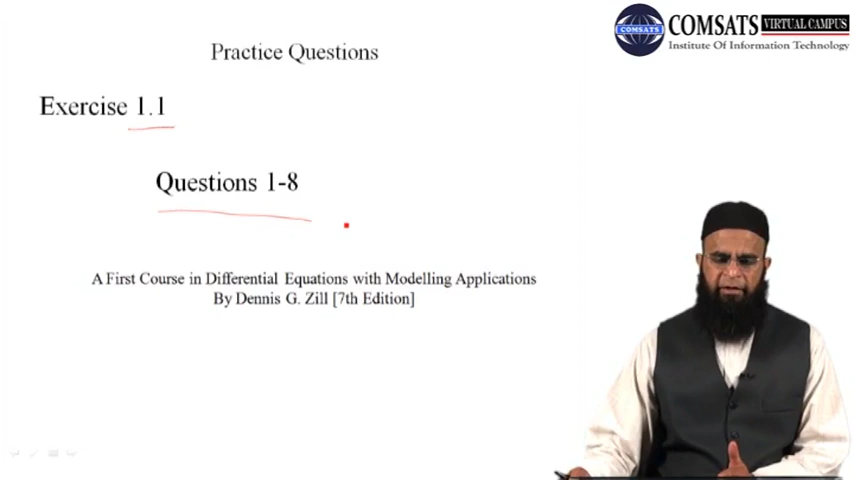 COMSATS VIRTUAL CAMPUS
COMSATS
Institute Of Information Technology
Practice Questions
Exercise 1.1
Questions 1-8
A First Course in Differential Equations with Modelling Applications
By Dennis G. Zill [7th Edition]